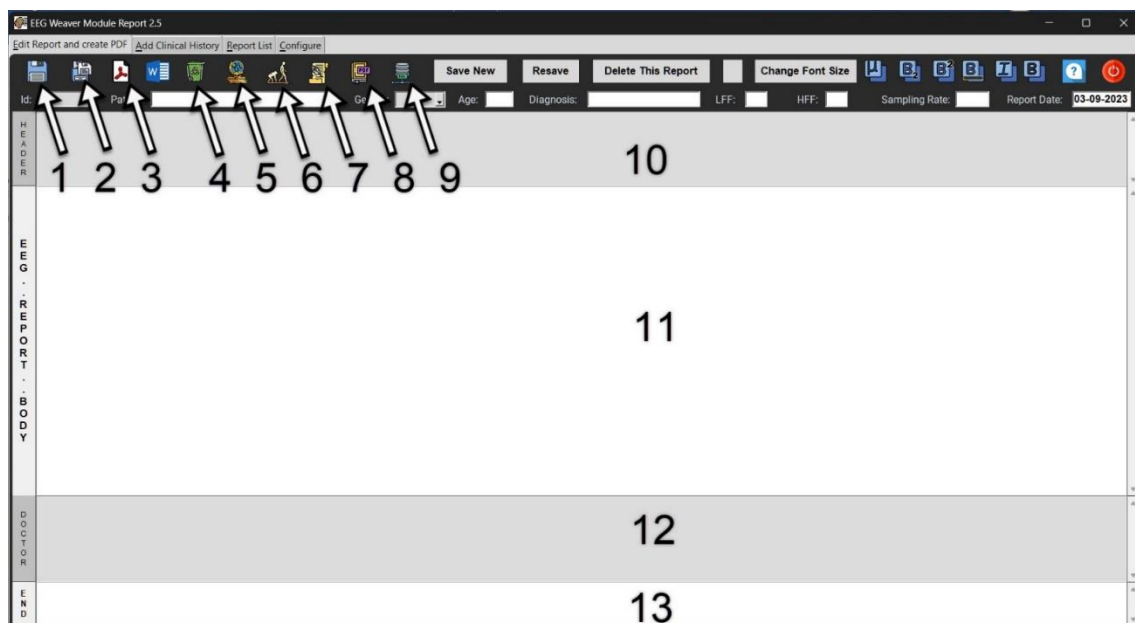 EEG Weaver Module Report 2.5
Edit Report and create PDF Add Clinical History Report List Configure
Save New Resave Delete This Report Change Font Size
Id: Age: Diagnosis: LFF: HFF: Sampling Rate: Report Date: 03-09-2023
HEADER
1 2 3 4 5 6 7 8 9
10
EEG..REPORT..BODY
11
DOCTOR
12
END
13